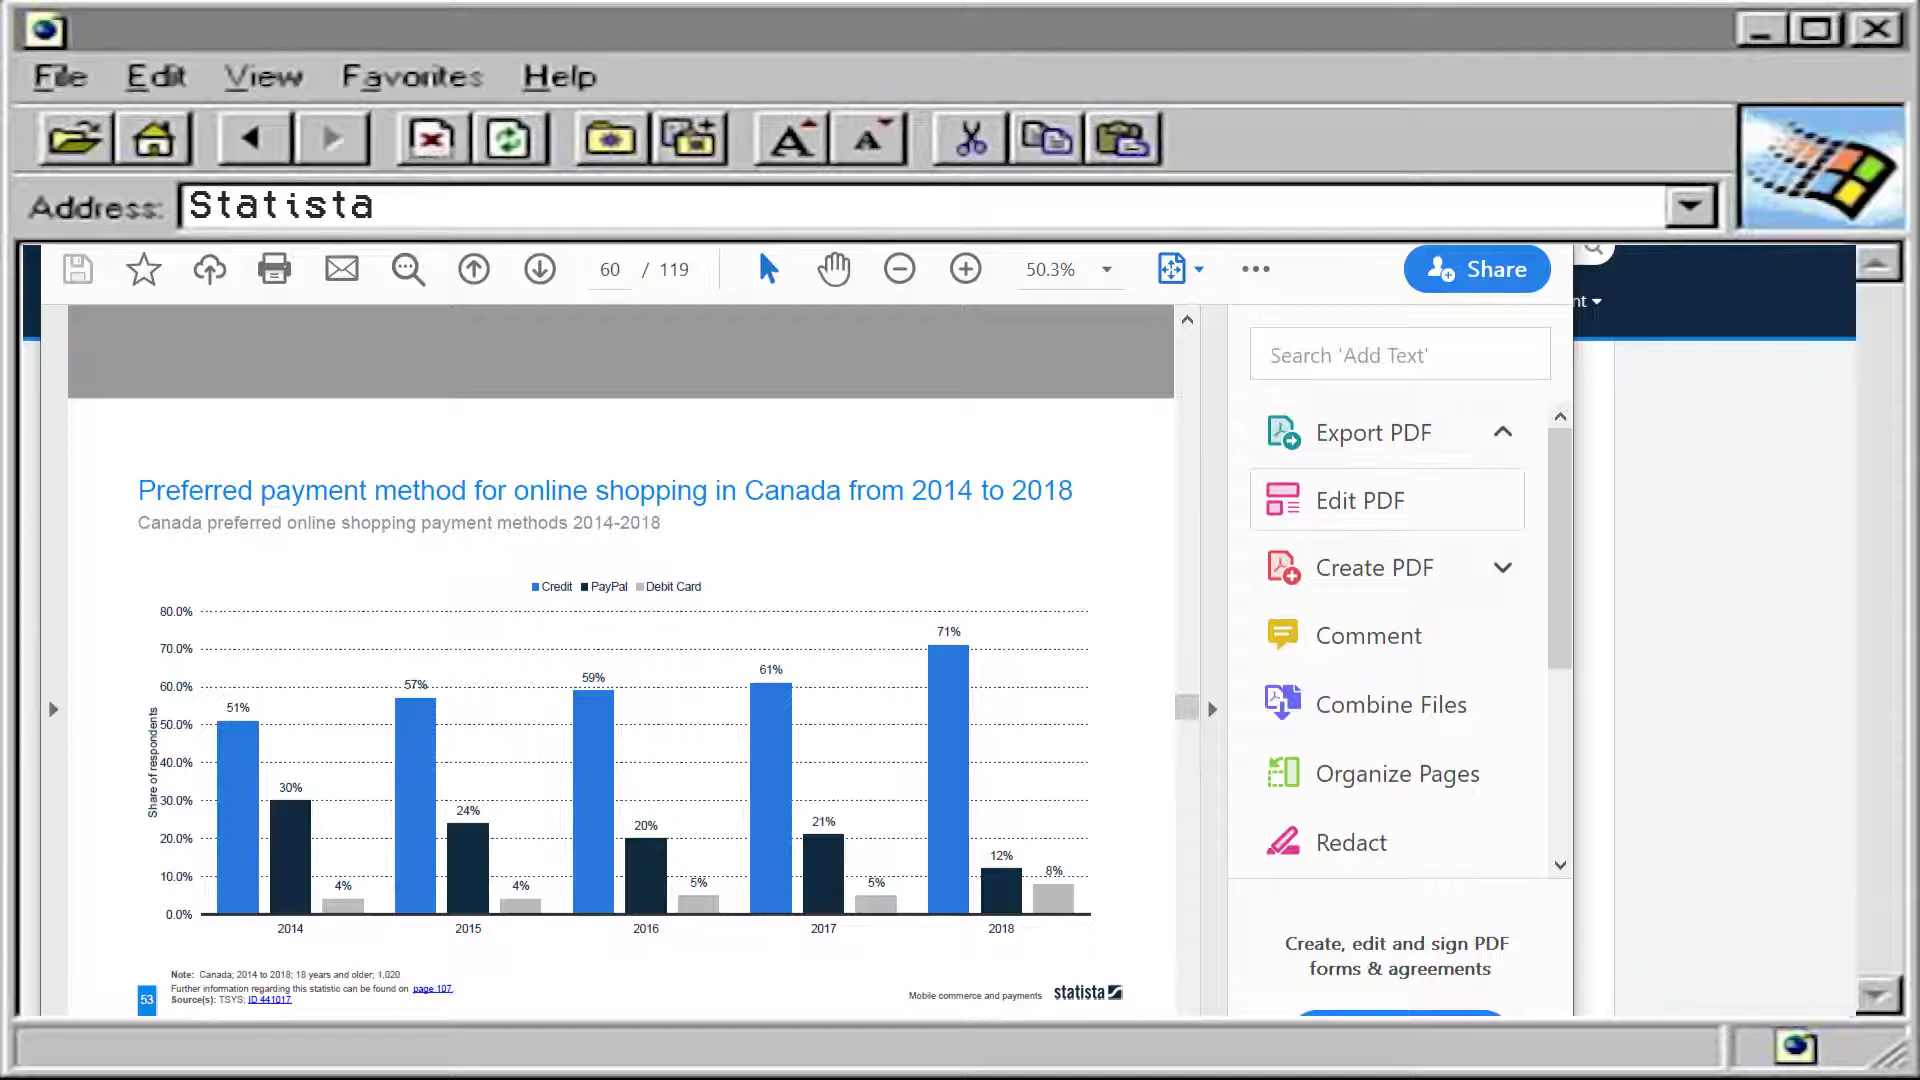 File Edit View Favorites Help
Address: Statista
60 / 119 50.3% Share
nt
Search 'Add Text'
Export PDF
Edit PDF
Create PDF
Comment
Combine Files
Organize Pages
Redact
Create, edit and sign PDF
forms & agreements
Preferred payment method for online shopping in Canada from 2014 to 2018
Canada preferred online shopping payment methods 2014-2018
Credit PayPal Debit Card
Share of respondents
80.0%
70.0%
60.0%
50.0%
40.0%
30.0%
20.0%
10.0%
0.0%
51% 30% 4%
57% 24% 4%
59% 20% 5%
61% 21% 5%
71% 12% 8%
2014 2015 2016 2017 2018
Note: Canada; 2014 to 2018; 18 years and older; 1,020
Further information regarding this statistic can be found on page 107.
Source(s): TSYS; ID 441017
53
Mobile commerce and payments statista